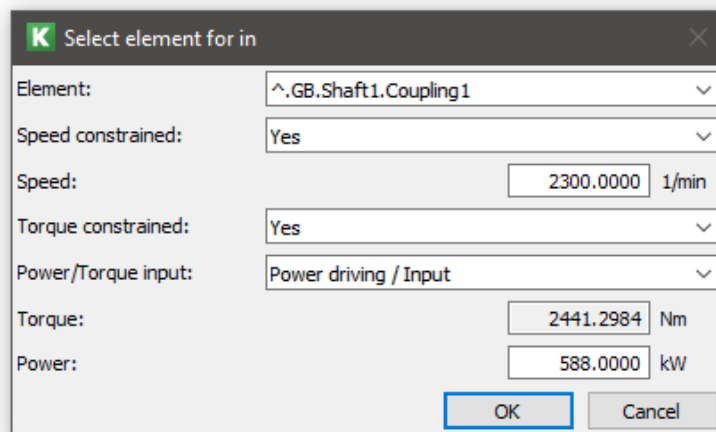 K Select element for in
Element: ^.GB.Shaft1.Coupling1
Speed constrained: Yes
Speed: 2300.0000 1/min
Torque constrained: Yes
Power/Torque input: Power driving / Input
Torque: 2441.2984 Nm
Power: 588.0000 kW
OK Cancel